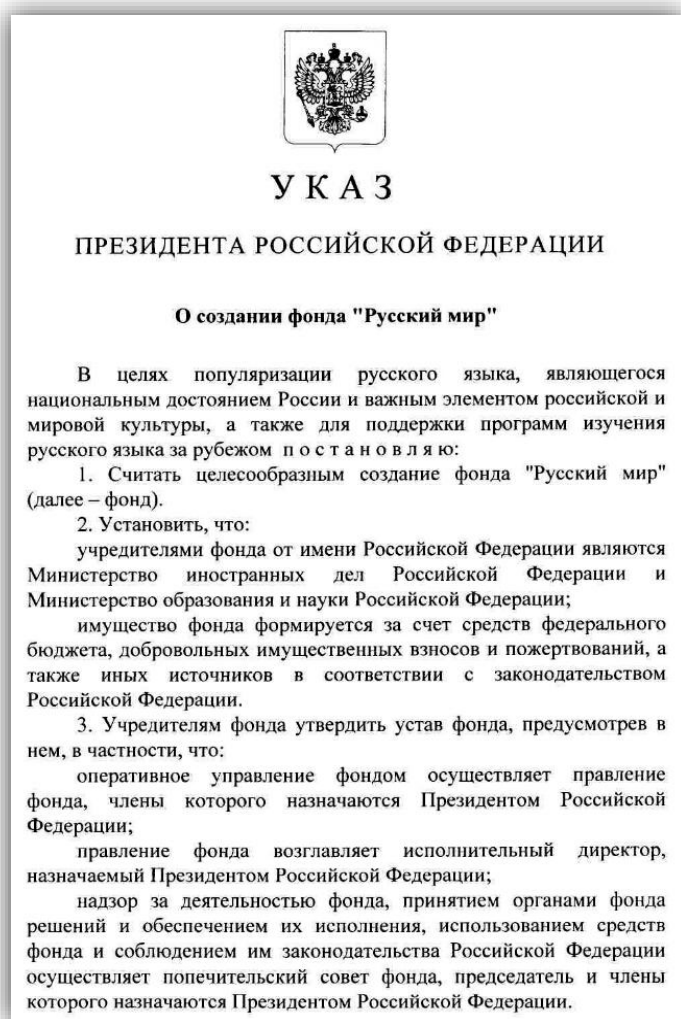 УКАЗ
ПРЕЗИДЕНТА РОССИЙСКОЙ ФЕДЕРАЦИИ
О создании фонда "Русский мир"
В целях популяризации русского языка, являющегося
национальным достоянием России и важным элементом российской и
мировой культуры, а также для поддержки программ изучения
русского языка за рубежом п о с т а н о в л я ю:
1. Считать целесообразным создание фонда "Русский мир"
(далее – фонд).
2. Установить, что:
учредителями фонда от имени Российской Федерации являются
Министерство иностранных дел Российской Федерации и
Министерство образования и науки Российской Федерации;
имущество фонда формируется за счет средств федерального
бюджета, добровольных имущественных взносов и пожертвований, а
также иных источников в соответствии с законодательством
Российской Федерации.
3. Учредителям фонда утвердить устав фонда, предусмотрев в
нем, в частности, что:
оперативное управление фондом осуществляет правление
фонда, члены которого назначаются Президентом Российской
Федерации;
правление фонда возглавляет исполнительный директор,
назначаемый Президентом Российской Федерации;
надзор за деятельностью фонда, принятием органами фонда
решений и обеспечением их исполнения, использованием средств
фонда и соблюдением им законодательства Российской Федерации
осуществляет попечительский совет фонда, председатель и члены
которого назначаются Президентом Российской Федерации.